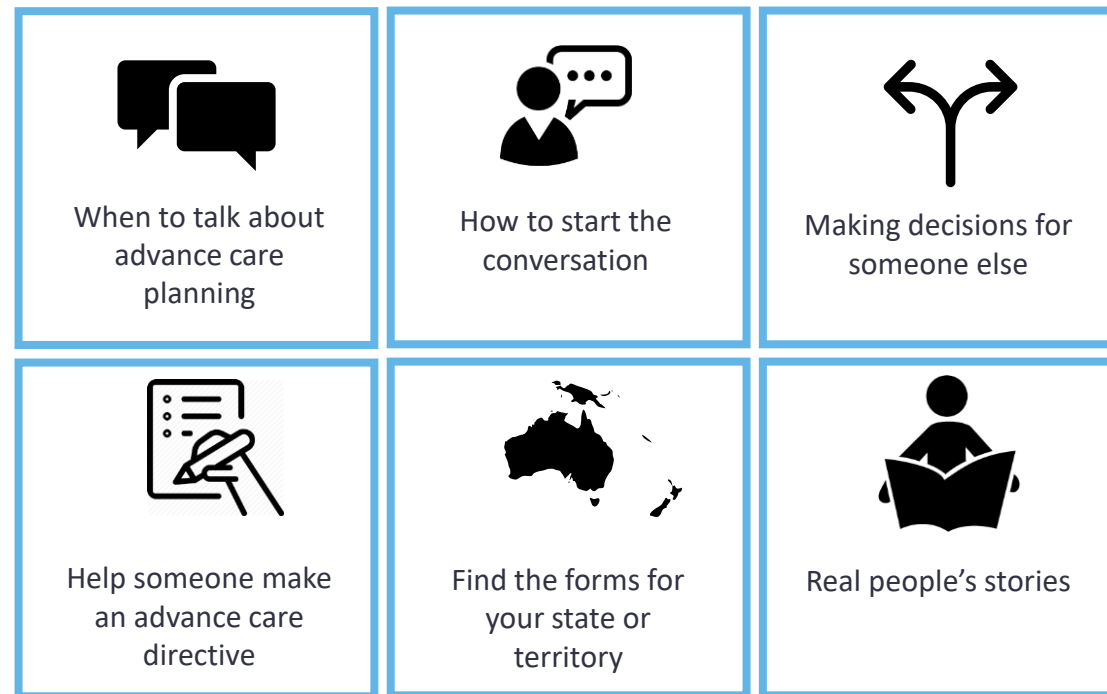 When to talk about
advance care
planning
How to start the
conversation
Making decisions for
someone else
Help someone make
an advance care
directive
Find the forms for
your state or
territory
Real people’s stories